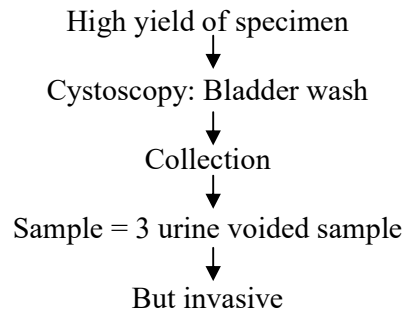 High yield of specimen
Cystoscopy: Bladder wash
Collection
Sample = 3 urine voided sample
But invasive